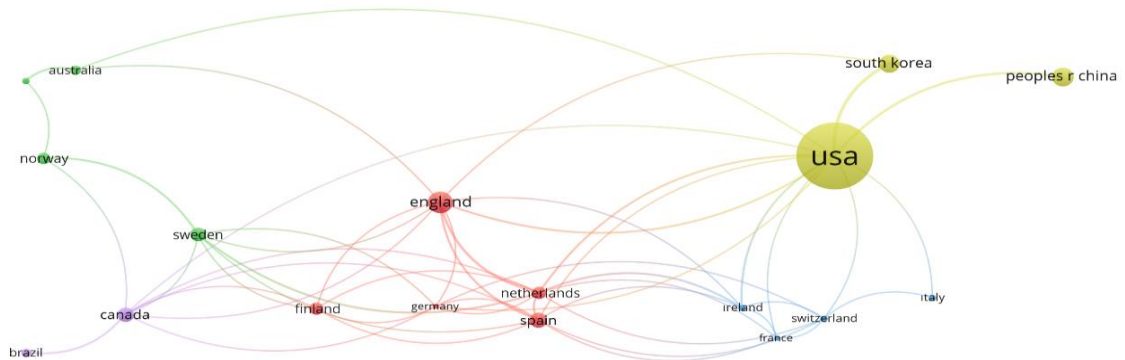 south korea
australia
peoples r china
usa
norway
england
sweden
netherlands
italy
ireland
finland
germany
canada
spain
switzerland
france
brazil